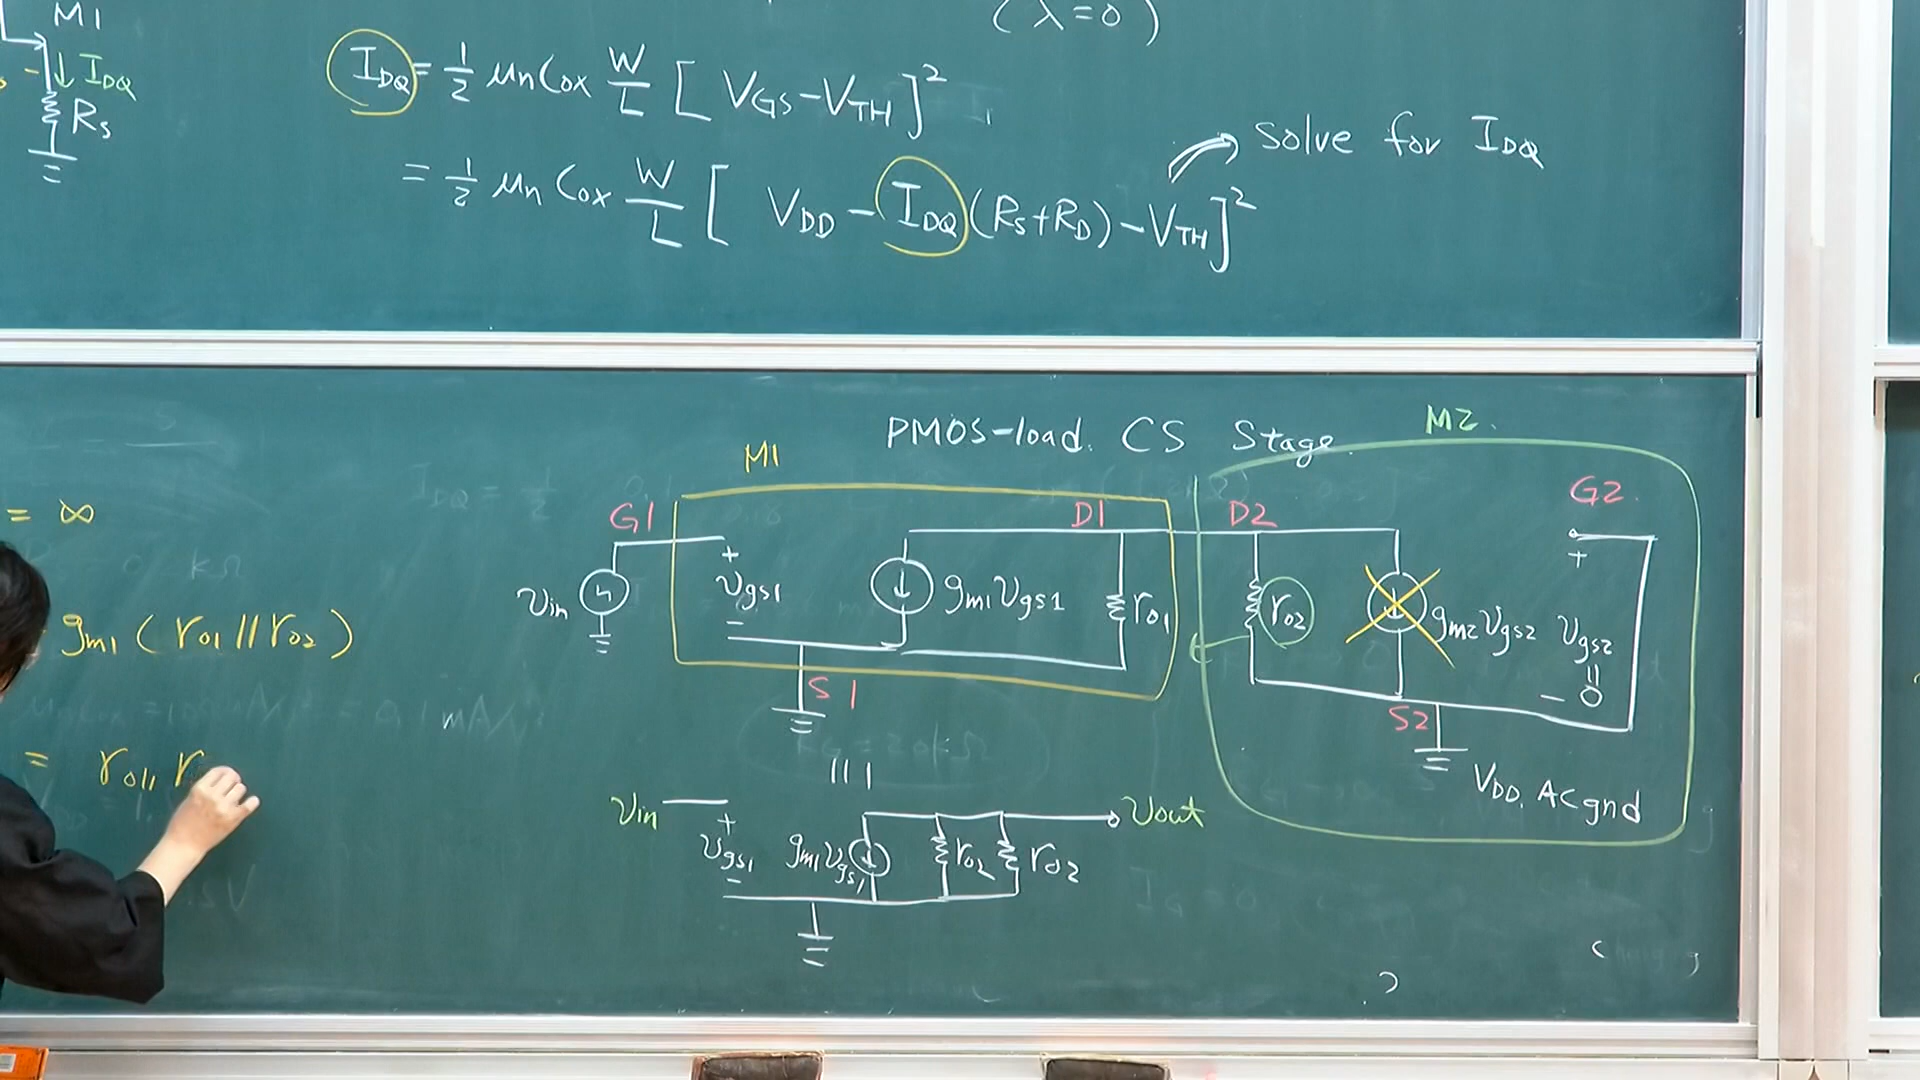 M1
IDQ
RS
(λ=0)
IDQ = 1/2 μnCox W/L [VGS-VTH]²
= 1/2 μn Cox W/L [VDD - IDQ(RS+RD) - VTH]²
solve for IDQ
PMOS-load. CS Stage
M1
M2.
G1
D1
D2
G2
= ∞
vin
+
vgs1
-
gm1vgs1
ro1
ro2
gm2vgs2
+
vgs2
-
0
gm1(ro1//ro2)
S1
S2
= ro1// r
VDD, AC gnd
vin
+
vgs1
-
gm1vgs1
ro2
ro2
vout